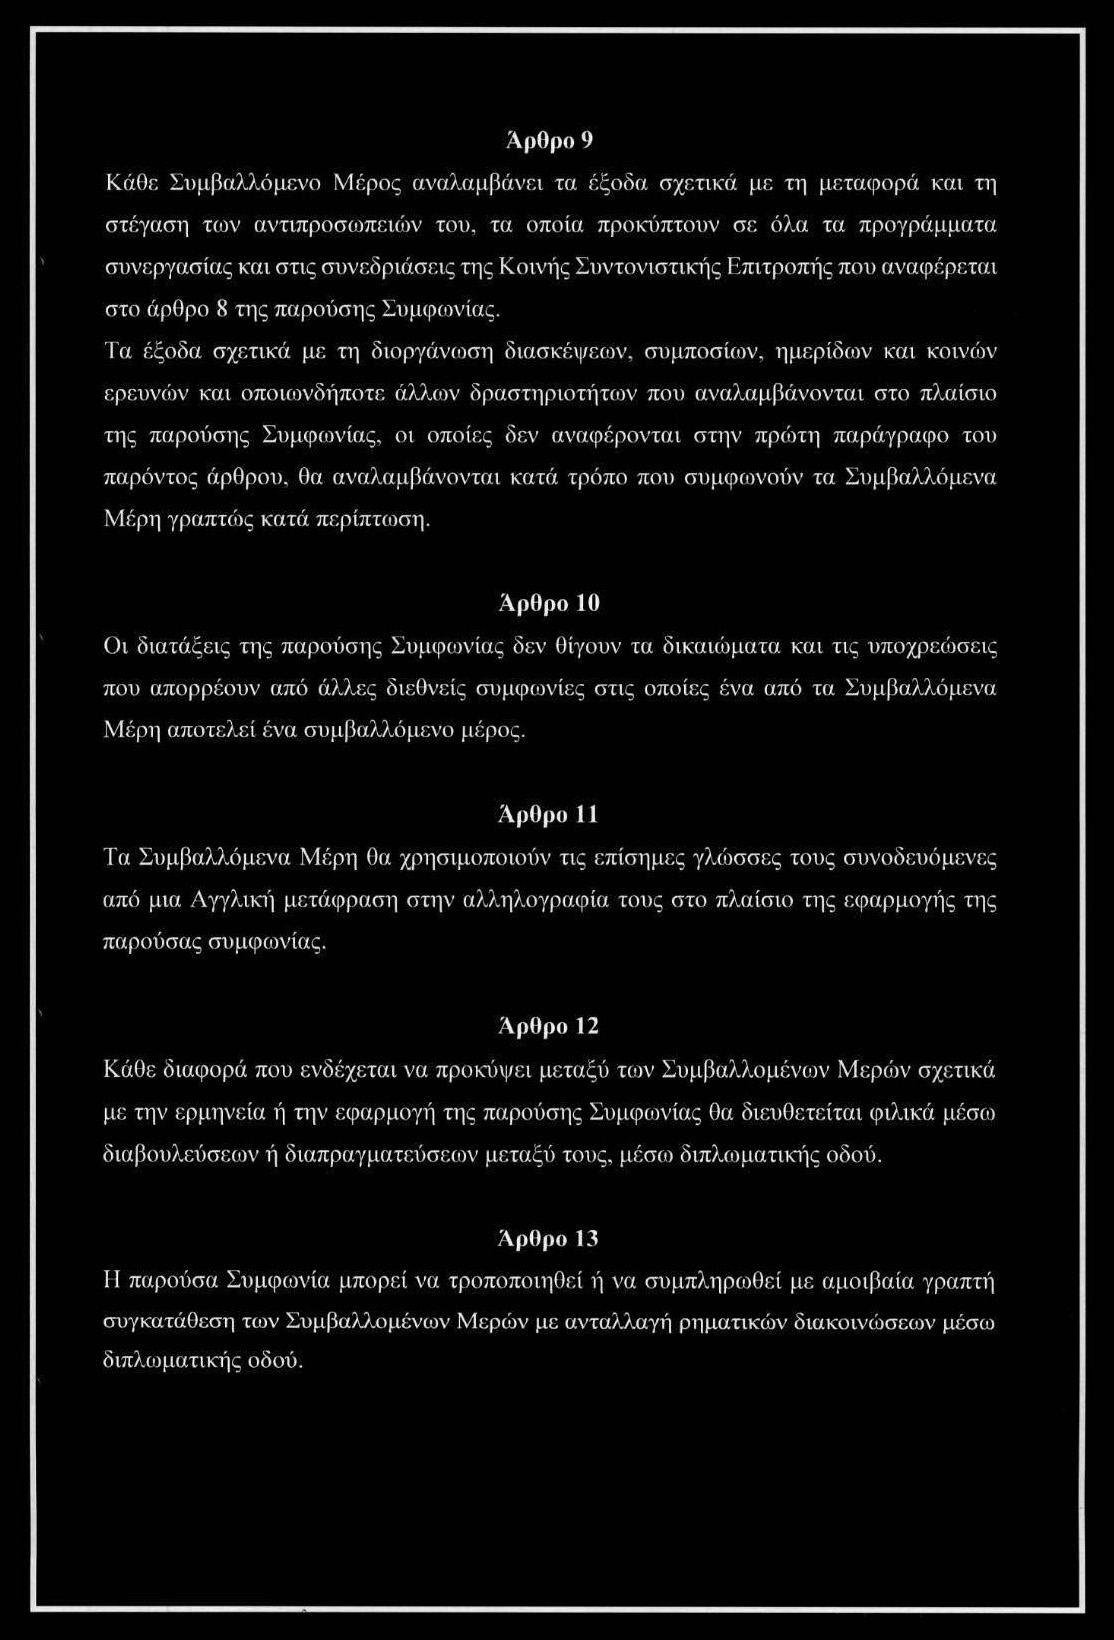 Άρθρο 9
Κάθε Συμβαλλόμενο Μέρος αναλαμβάνει τα έξοδα σχετικά με τη μεταφορά και τη
στέγαση των αντιπροσωπειών του, τα οποία προκύπτουν σε όλα τα προγράμματα
συνεργασίας και στις συνεδριάσεις της Κοινής Συντονιστικής Επιτροπής που αναφέρεται
στο άρθρο 8 της παρούσης Συμφωνίας.
Τα έξοδα σχετικά με τη διοργάνωση διασκέψεων, συμποσίων, ημερίδων και κοινών
ερευνών και οποιωνδήποτε άλλων δραστηριοτήτων που αναλαμβάνονται στο πλαίσιο
της παρούσης Συμφωνίας, οι οποίες δεν αναφέρονται στην πρώτη παράγραφο του
παρόντος άρθρου, θα αναλαμβάνονται κατά τρόπο που συμφωνούν τα Συμβαλλόμενα
Μέρη γραπτώς κατά περίπτωση.
Άρθρο 10
Οι διατάξεις της παρούσης Συμφωνίας δεν θίγουν τα δικαιώματα και τις υποχρεώσεις
που απορρέουν από άλλες διεθνείς συμφωνίες στις οποίες ένα από τα Συμβαλλόμενα
Μέρη αποτελεί ένα συμβαλλόμενο μέρος.
Άρθρο 11
Τα Συμβαλλόμενα Μέρη θα χρησιμοποιούν τις επίσημες γλώσσες τους συνοδευόμενες
από μια Αγγλική μετάφραση στην αλληλογραφία τους στο πλαίσιο της εφαρμογής της
παρούσας συμφωνίας.
Άρθρο 12
Κάθε διαφορά που ενδέχεται να προκύψει μεταξύ των Συμβαλλομένων Μερών σχετικά
με την ερμηνεία ή την εφαρμογή της παρούσης Συμφωνίας θα διευθετείται φιλικά μέσω
διαβουλεύσεων ή διαπραγματεύσεων μεταξύ τους, μέσω διπλωματικής οδού.
Άρθρο 13
Η παρούσα Συμφωνία μπορεί να τροποποιηθεί ή να συμπληρωθεί με αμοιβαία γραπτή
συγκατάθεση των Συμβαλλομένων Μερών με ανταλλαγή ρηματικών διακοινώσεων μέσω
διπλωματικής οδού.